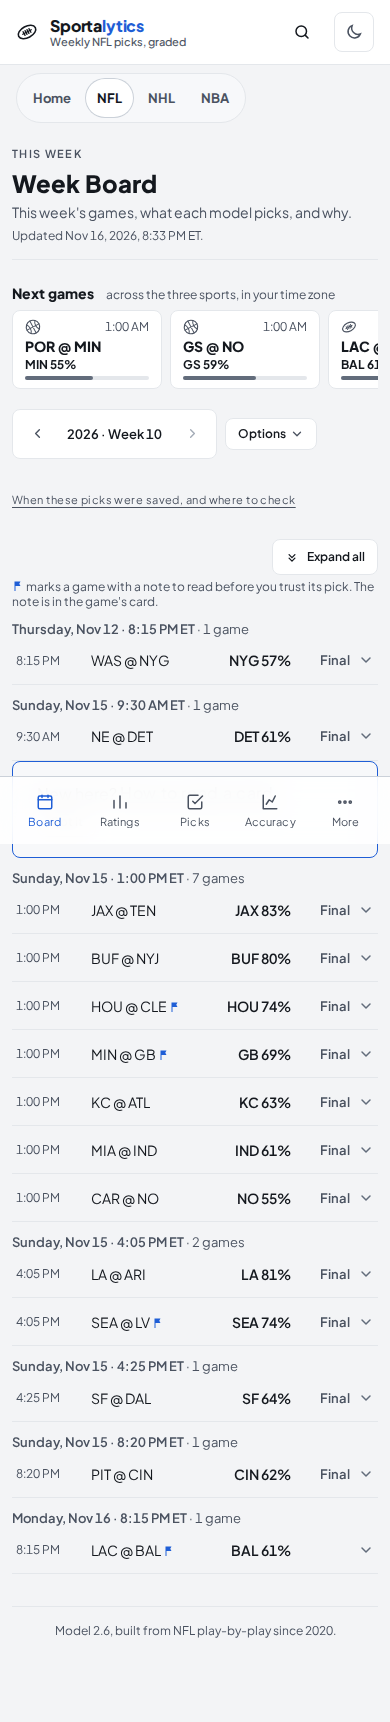 Sportalytics
Weekly NFL picks, graded
Home NFL NHL NBA
THIS WEEK
Week Board
This week's games, what each model picks, and why.
Updated Nov 16, 2026, 8:33 PM ET.
Next games across the three sports, in your time zone
1:00 AM
POR @ MIN
MIN 55%
1:00 AM
GS @ NO
GS 59%
LAC @
BAL 61
2026 · Week 10
Options
When these picks were saved, and where to check
Expand all
marks a game with a note to read before you trust its pick. The
note is in the game's card.
Thursday, Nov 12 · 8:15 PM ET · 1 game
8:15 PM WAS @ NYG NYG 57% Final
Sunday, Nov 15 · 9:30 AM ET · 1 game
9:30 AM NE @ DET DET 61% Final
Board Ratings Picks Accuracy More
Sunday, Nov 15 · 1:00 PM ET · 7 games
1:00 PM JAX @ TEN JAX 83% Final
1:00 PM BUF @ NYJ BUF 80% Final
1:00 PM HOU @ CLE HOU 74% Final
1:00 PM MIN @ GB GB 69% Final
1:00 PM KC @ ATL KC 63% Final
1:00 PM MIA @ IND IND 61% Final
1:00 PM CAR @ NO NO 55% Final
Sunday, Nov 15 · 4:05 PM ET · 2 games
4:05 PM LA @ ARI LA 81% Final
4:05 PM SEA @ LV SEA 74% Final
Sunday, Nov 15 · 4:25 PM ET · 1 game
4:25 PM SF @ DAL SF 64% Final
Sunday, Nov 15 · 8:20 PM ET · 1 game
8:20 PM PIT @ CIN CIN 62% Final
Monday, Nov 16 · 8:15 PM ET · 1 game
8:15 PM LAC @ BAL BAL 61%
Model 2.6, built from NFL play-by-play since 2020.